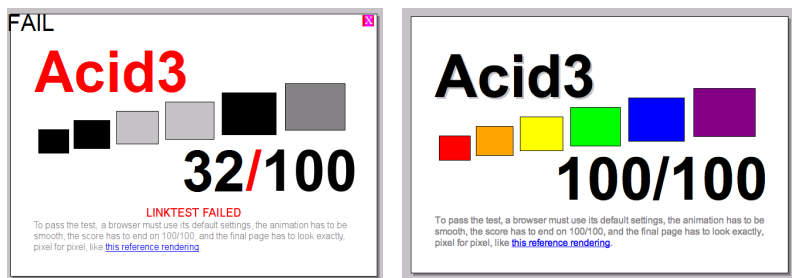 FAIL
X
Acid3
32/100
LINKTEST FAILED
To pass the test, a browser must use its default settings, the animation has to be
smooth, the score has to end on 100/100, and the final page has to look exactly,
pixel for pixel, like this reference rendering
Acid3
100/100
To pass the test, a browser must use its default settings, the animation has to be
smooth, the score has to end on 100/100, and the final page has to look exactly,
pixel for pixel, like this reference rendering.